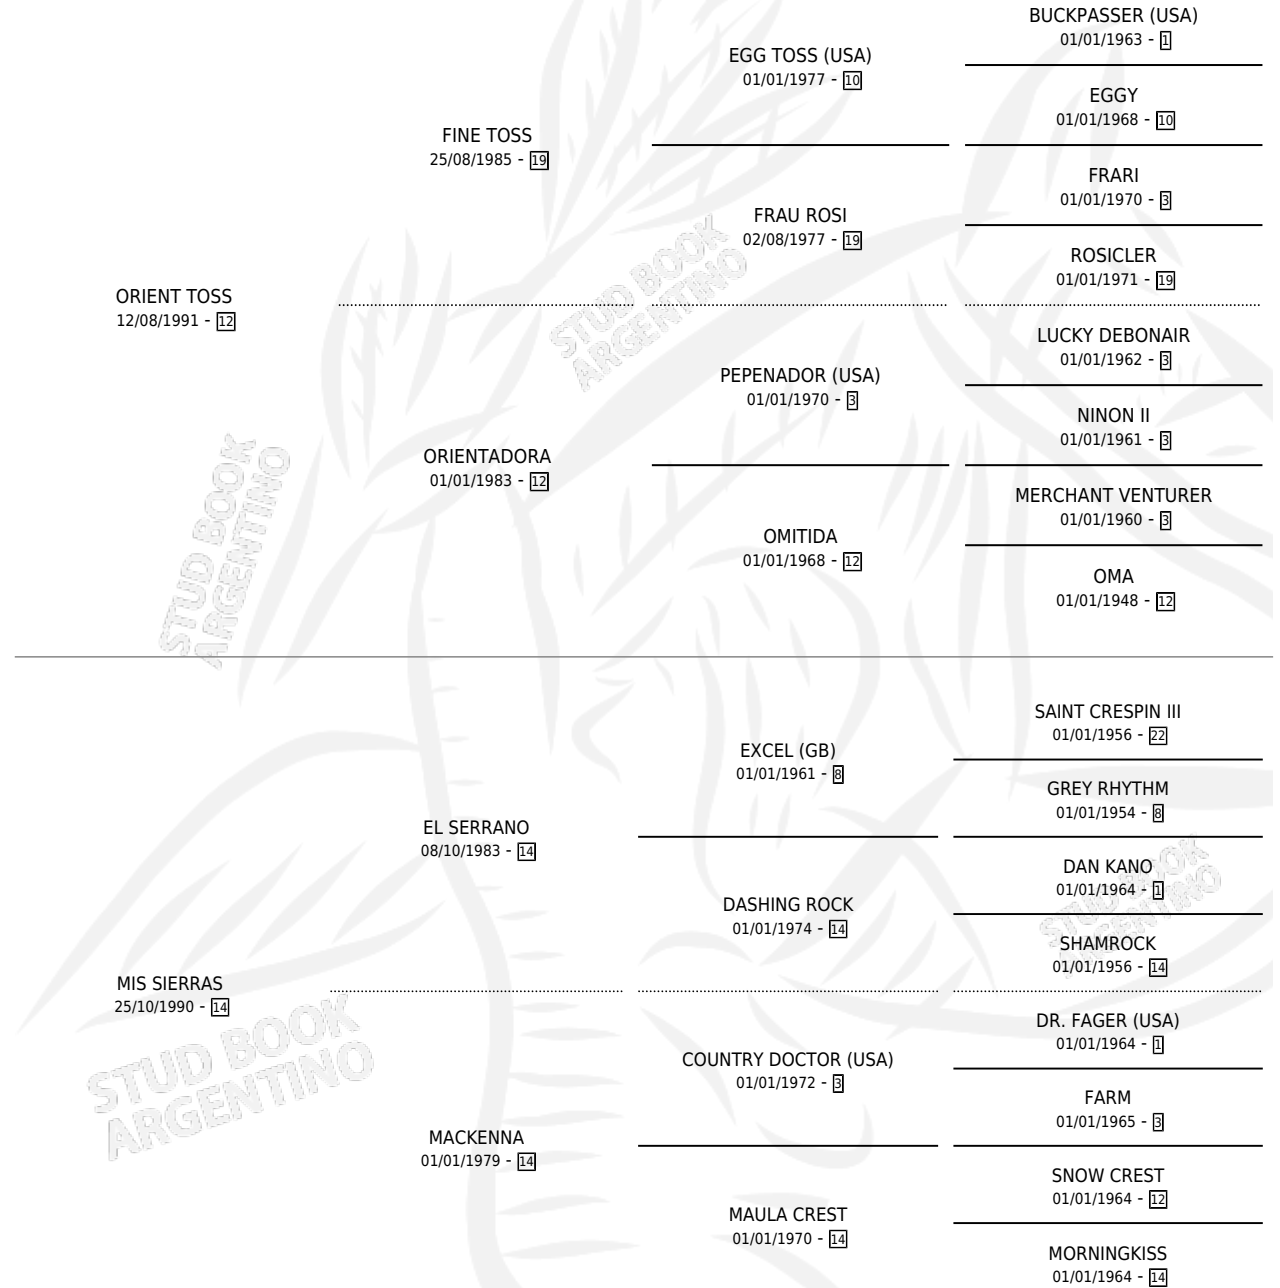 BUCKPASSER (USA)
01/01/1963 - 1
EGG TOSS (USA)
01/01/1977 - 10
EGGY
01/01/1968 - 10
FINE TOSS
25/08/1985 - 19
FRARI
01/01/1970 - 3
FRAU ROSI
02/08/1977 - 19
ROSICLER
01/01/1971 - 19
ORIENT TOSS
12/08/1991 - 12
LUCKY DEBONAIR
01/01/1962 - 3
PEPENADOR (USA)
01/01/1970 - 3
NINON II
01/01/1961 - 3
ORIENTADORA
01/01/1983 - 12
MERCHANT VENTURER
01/01/1960 - 3
OMITIDA
01/01/1968 - 12
OMA
01/01/1948 - 12
STUD BOOK
ARGENTINO
STUD BOOK
ARGENTINO
SAINT CRESPIN III
01/01/1956 - 22
EXCEL (GB)
01/01/1961 - 8
GREY RHYTHM
01/01/1954 - 8
EL SERRANO
08/10/1983 - 14
DAN KANO
01/01/1964 - 1
DASHING ROCK
01/01/1974 - 14
SHAMROCK
01/01/1956 - 14
MIS SIERRAS
25/10/1990 - 14
DR. FAGER (USA)
01/01/1964 - 1
COUNTRY DOCTOR (USA)
01/01/1972 - 3
FARM
01/01/1965 - 3
MACKENNA
01/01/1979 - 14
SNOW CREST
01/01/1964 - 12
MAULA CREST
01/01/1970 - 14
MORNINGKISS
01/01/1964 - 14
STUD BOOK
ARGENTINO
STUD BOOK
ARGENTINO